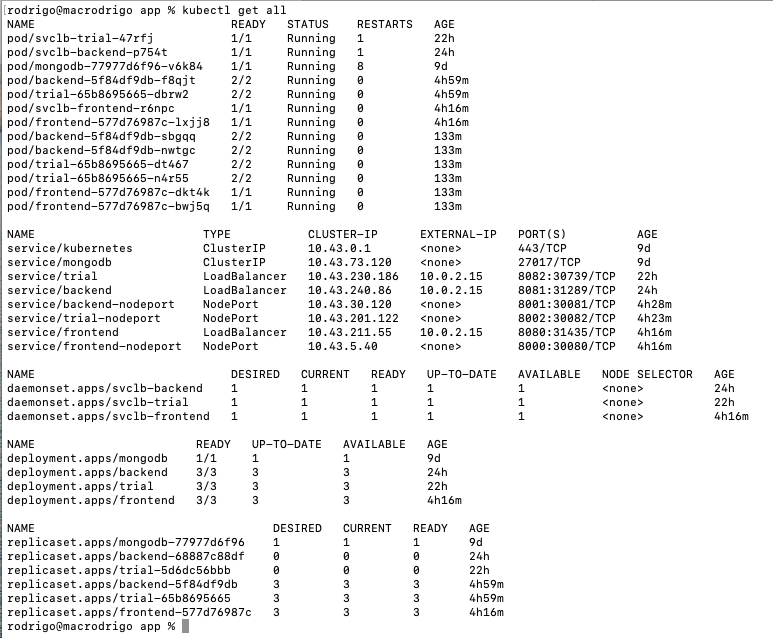 rodrigo@macrodrigo app % kubectl get all
NAME READY STATUS RESTARTS AGE
pod/svclb-trial-47rfj 1/1 Running 1 22h
pod/svclb-backend-p754t 1/1 Running 1 24h
pod/mongodb-77977d6f96-v6k84 1/1 Running 8 9d
pod/backend-5f84df9db-f8qjt 2/2 Running 0 4h59m
pod/trial-65b8695665-dbrw2 2/2 Running 0 4h59m
pod/svclb-frontend-r6npc 1/1 Running 0 4h16m
pod/frontend-577d76987c-lxjj8 1/1 Running 0 4h16m
pod/backend-5f84df9db-sbgqq 2/2 Running 0 133m
pod/backend-5f84df9db-nwtgc 2/2 Running 0 133m
pod/trial-65b8695665-dt467 2/2 Running 0 133m
pod/trial-65b8695665-n4r55 2/2 Running 0 133m
pod/frontend-577d76987c-dkt4k 1/1 Running 0 133m
pod/frontend-577d76987c-bwj5q 1/1 Running 0 133m
NAME TYPE CLUSTER-IP EXTERNAL-IP PORT(S) AGE
service/kubernetes ClusterIP 10.43.0.1 <none> 443/TCP 9d
service/mongodb ClusterIP 10.43.73.120 <none> 27017/TCP 9d
service/trial LoadBalancer 10.43.230.186 10.0.2.15 8082:30739/TCP 22h
service/backend LoadBalancer 10.43.240.86 10.0.2.15 8081:31289/TCP 24h
service/backend-nodeport NodePort 10.43.30.120 <none> 8001:30081/TCP 4h28m
service/trial-nodeport NodePort 10.43.201.122 <none> 8002:30082/TCP 4h23m
service/frontend LoadBalancer 10.43.211.55 10.0.2.15 8080:31435/TCP 4h16m
service/frontend-nodeport NodePort 10.43.5.40 <none> 8000:30080/TCP 4h16m
NAME DESIRED CURRENT READY UP-TO-DATE AVAILABLE NODE SELECTOR AGE
daemonset.apps/svclb-backend 1 1 1 1 1 <none> 24h
daemonset.apps/svclb-trial 1 1 1 1 1 <none> 22h
daemonset.apps/svclb-frontend 1 1 1 1 1 <none> 4h16m
NAME READY UP-TO-DATE AVAILABLE AGE
deployment.apps/mongodb 1/1 1 1 9d
deployment.apps/backend 3/3 3 3 24h
deployment.apps/trial 3/3 3 3 22h
deployment.apps/frontend 3/3 3 3 4h16m
NAME DESIRED CURRENT READY AGE
replicaset.apps/mongodb-77977d6f96 1 1 1 9d
replicaset.apps/backend-68887c88df 0 0 0 24h
replicaset.apps/trial-5d6dc56bbb 0 0 0 22h
replicaset.apps/backend-5f84df9db 3 3 3 4h59m
replicaset.apps/trial-65b8695665 3 3 3 4h59m
replicaset.apps/frontend-577d76987c 3 3 3 4h16m
rodrigo@macrodrigo app %